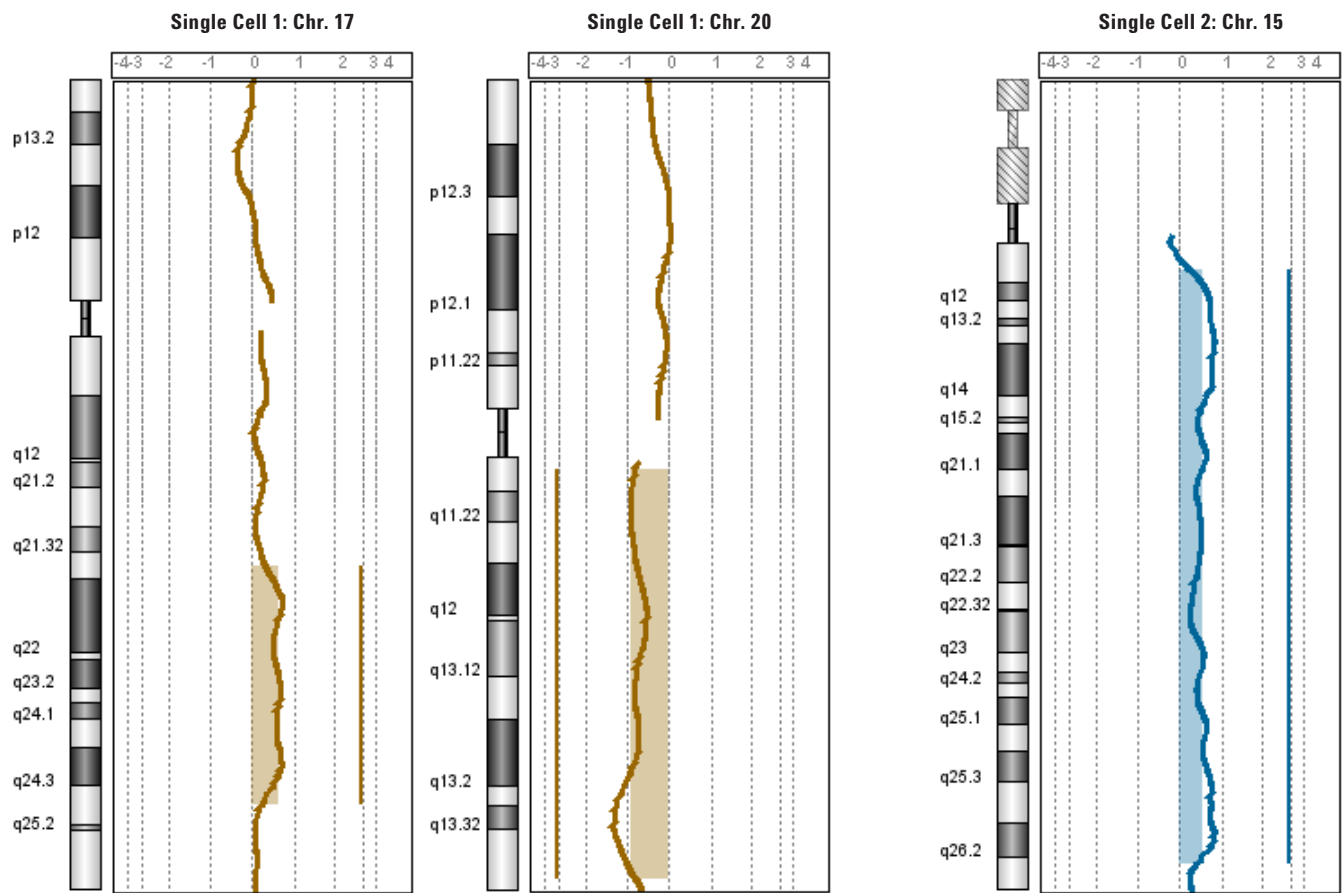 Single Cell 1: Chr. 17
-4-3 -2 -1 0 1 2 3 4
p13.2
p12
q12
q21.2
q21.32
q22
q23.2
q24.1
q24.3
q25.2
Single Cell 1: Chr. 20
-4-3 -2 -1 0 1 2 3 4
p12.3
p12.1
p11.22
q11.22
q12
q13.12
q13.2
q13.32
Single Cell 2: Chr. 15
-4-3 -2 -1 0 1 2 3 4
q12
q13.2
q14
q15.2
q21.1
q21.3
q22.2
q22.32
q23
q24.2
q25.1
q25.3
q26.2